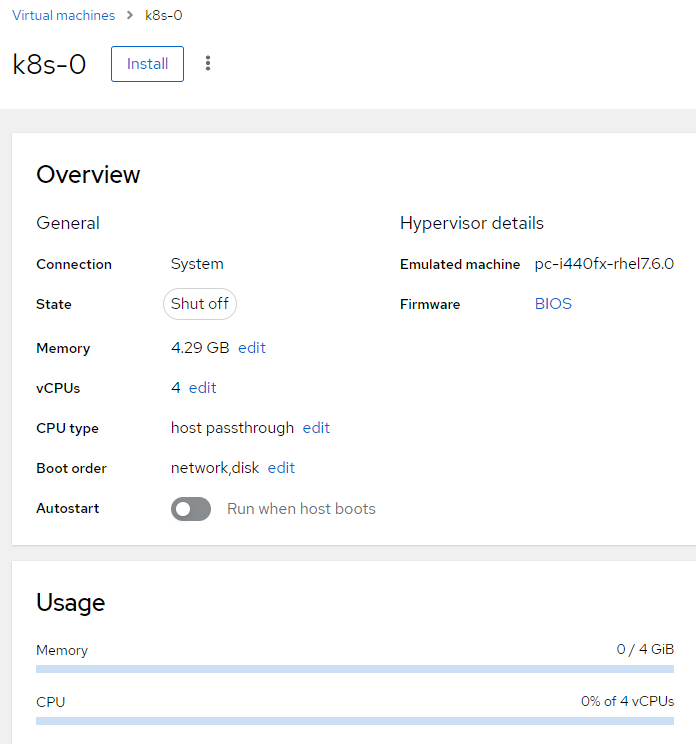 Virtual machines > k8s-0
k8s-0 Install
Overview
General
Connection System
State Shut off
Memory 4.29 GB edit
vCPUs 4 edit
CPU type host passthrough edit
Boot order network,disk edit
Autostart Run when host boots
Hypervisor details
Emulated machine pc-i440fx-rhel7.6.0
Firmware BIOS
Usage
Memory 0 / 4 GiB
CPU 0% of 4 vCPUs